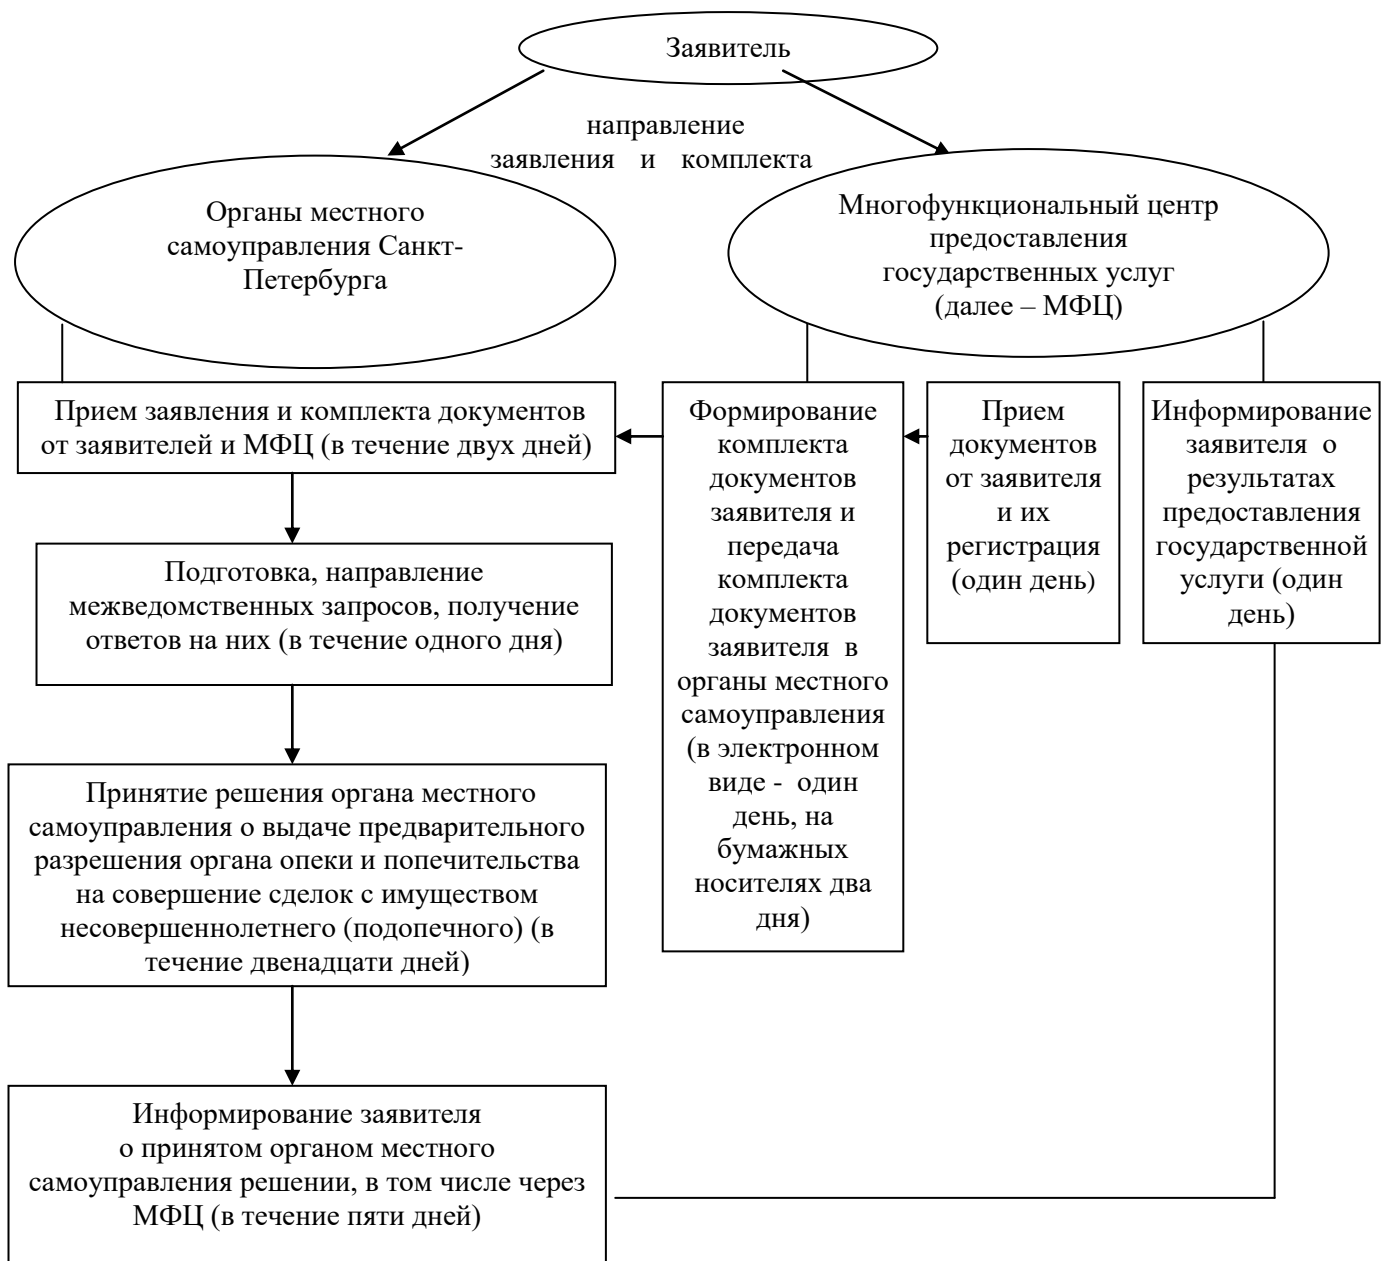 Заявитель
направление
заявления и комплекта
Органы местного
самоуправления Санкт-
Петербурга
Многофункциональный центр
предоставления
государственных услуг
(далее – МФЦ)
Прием заявления и комплекта документов
от заявителей и МФЦ (в течение двух дней)
Формирование
комплекта
документов
заявителя и
передача
комплекта
документов
заявителя в
органы местного
самоуправления
(в электронном
виде - один
день, на
бумажных
носителях два
дня)
Прием
документов
от заявителя
и их
регистрация
(один день)
Информирование
заявителя о
результатах
предоставления
государственной
услуги (один
день)
Подготовка, направление
межведомственных запросов, получение
ответов на них (в течение одного дня)
Принятие решения органа местного
самоуправления о выдаче предварительного
разрешения органа опеки и попечительства
на совершение сделок с имуществом
несовершеннолетнего (подопечного) (в
течение двенадцати дней)
Информирование заявителя
о принятом органом местного
самоуправления решении, в том числе через
МФЦ (в течение пяти дней)